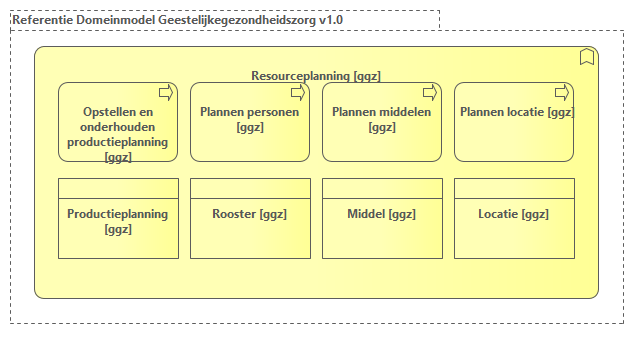 Referentie Domeinmodel Geestelijkegezondheidszorg v1.0
Resourceplanning [ggz]
Opstellen en
onderhouden
productieplanning
[ggz]
Plannen personen
[ggz]
Plannen middelen
[ggz]
Plannen locatie [ggz]
Productieplanning
[ggz]
Rooster [ggz]
Middel [ggz]
Locatie [ggz]